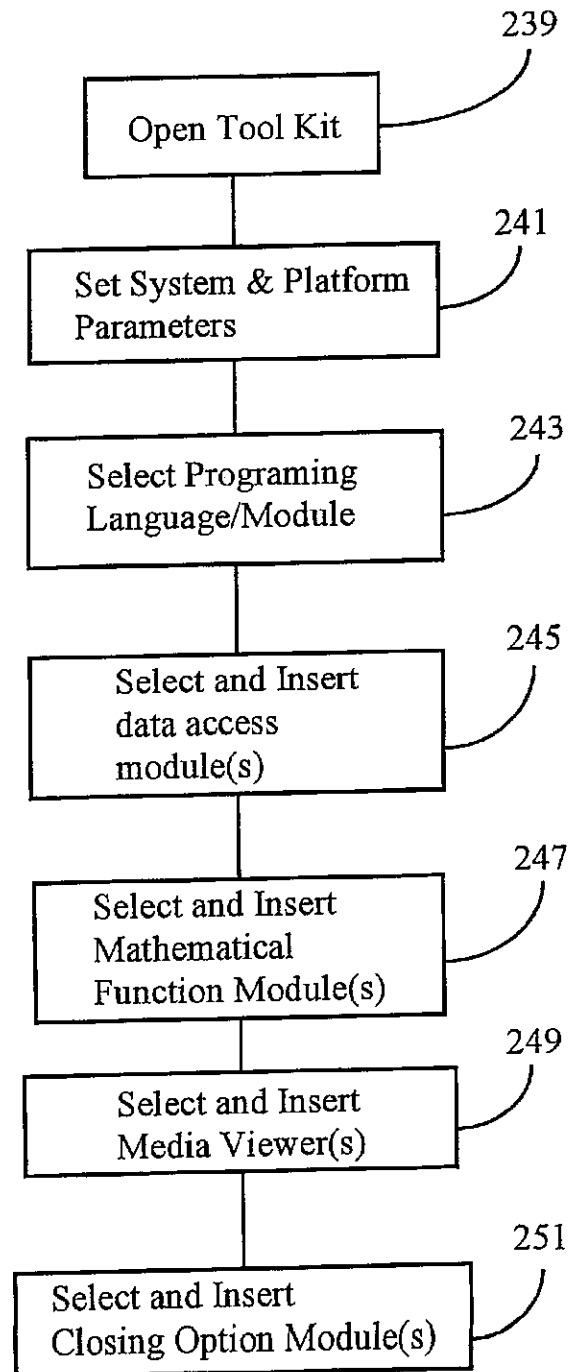 239
Open Tool Kit
241
Set System & Platform
Parameters
243
Select Programing
Language/Module
245
Select and Insert
data access
module(s)
247
Select and Insert
Mathematical
Function Module(s)
249
Select and Insert
Media Viewer(s)
251
Select and Insert
Closing Option Module(s)